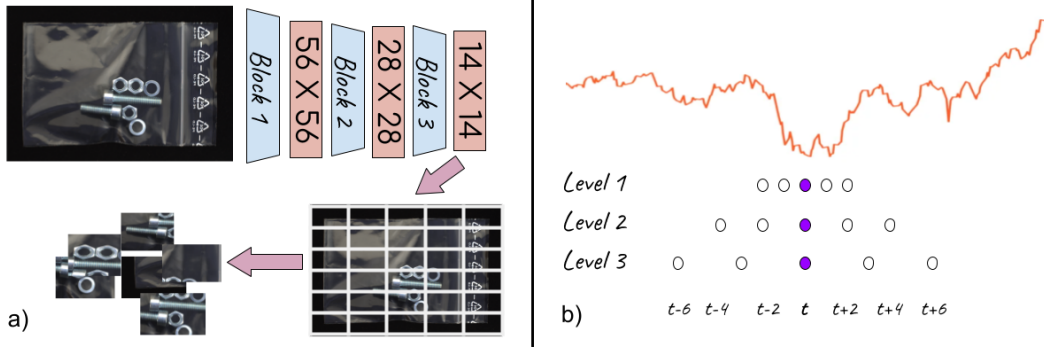 Block 1
56 X 56
Block 2
28 X 28
Block 3
14 X 14
a)
Level 1
Level 2
Level 3
t-6 t-4 t-2 t t+2 t+4 t+6
b)